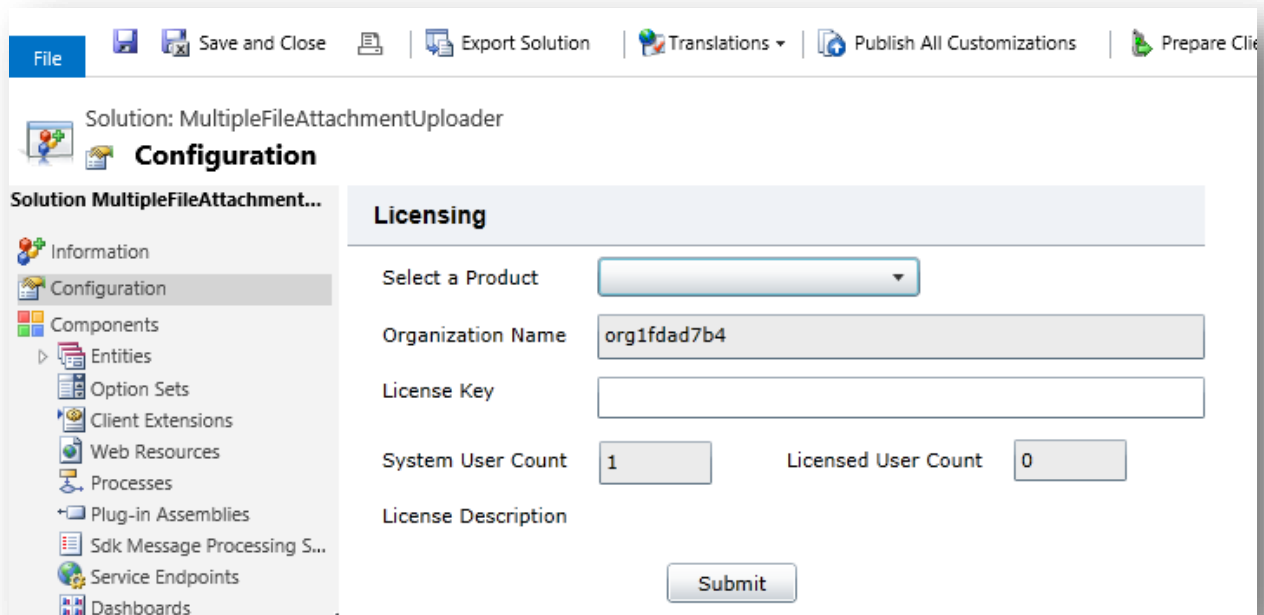 File Save and Close Export Solution Translations Publish All Customizations Prepare Clie
Solution: MultipleFileAttachmentUploader
Configuration
Solution MultipleFileAttachment...
Information
Configuration
Components
Entities
Option Sets
Client Extensions
Web Resources
Processes
Plug-in Assemblies
Sdk Message Processing S...
Service Endpoints
Dashboards
Licensing
Select a Product
Organization Name org1fdad7b4
License Key
System User Count 1 Licensed User Count 0
License Description
Submit